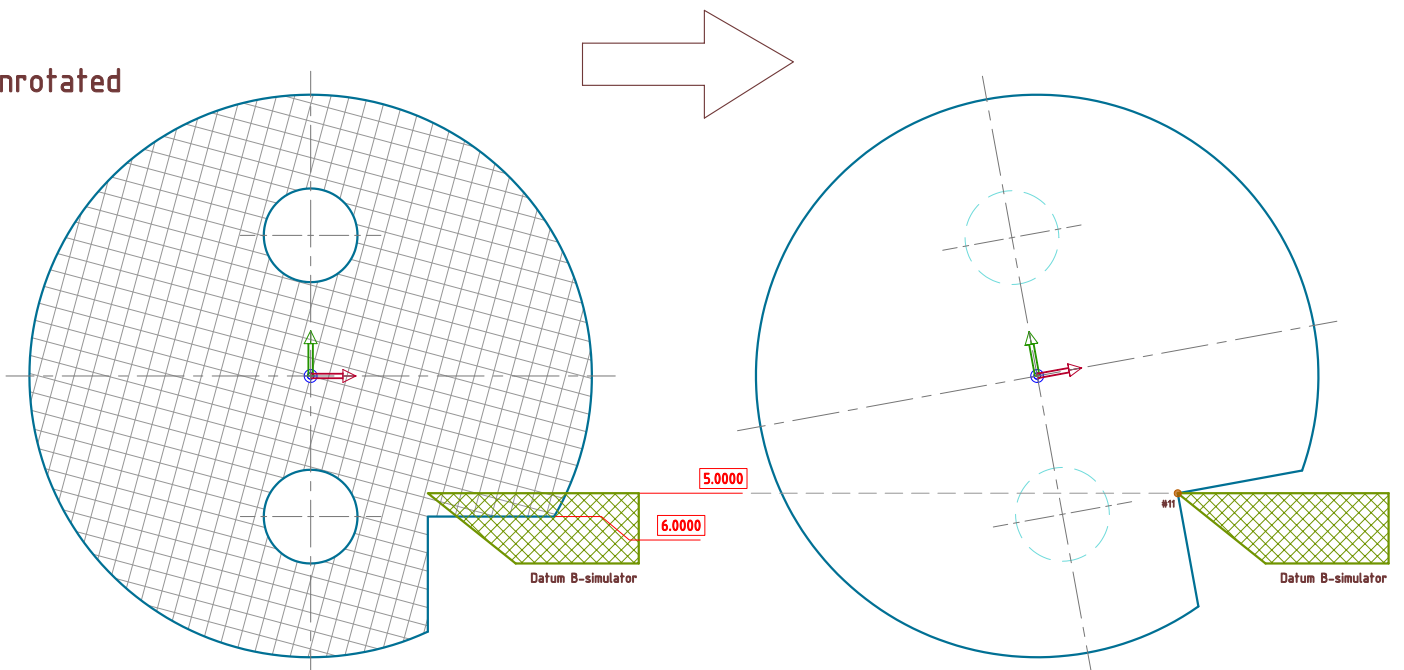 nrotated
5.0000
6.0000
#11
Datum B-simulator
Datum B-simulator